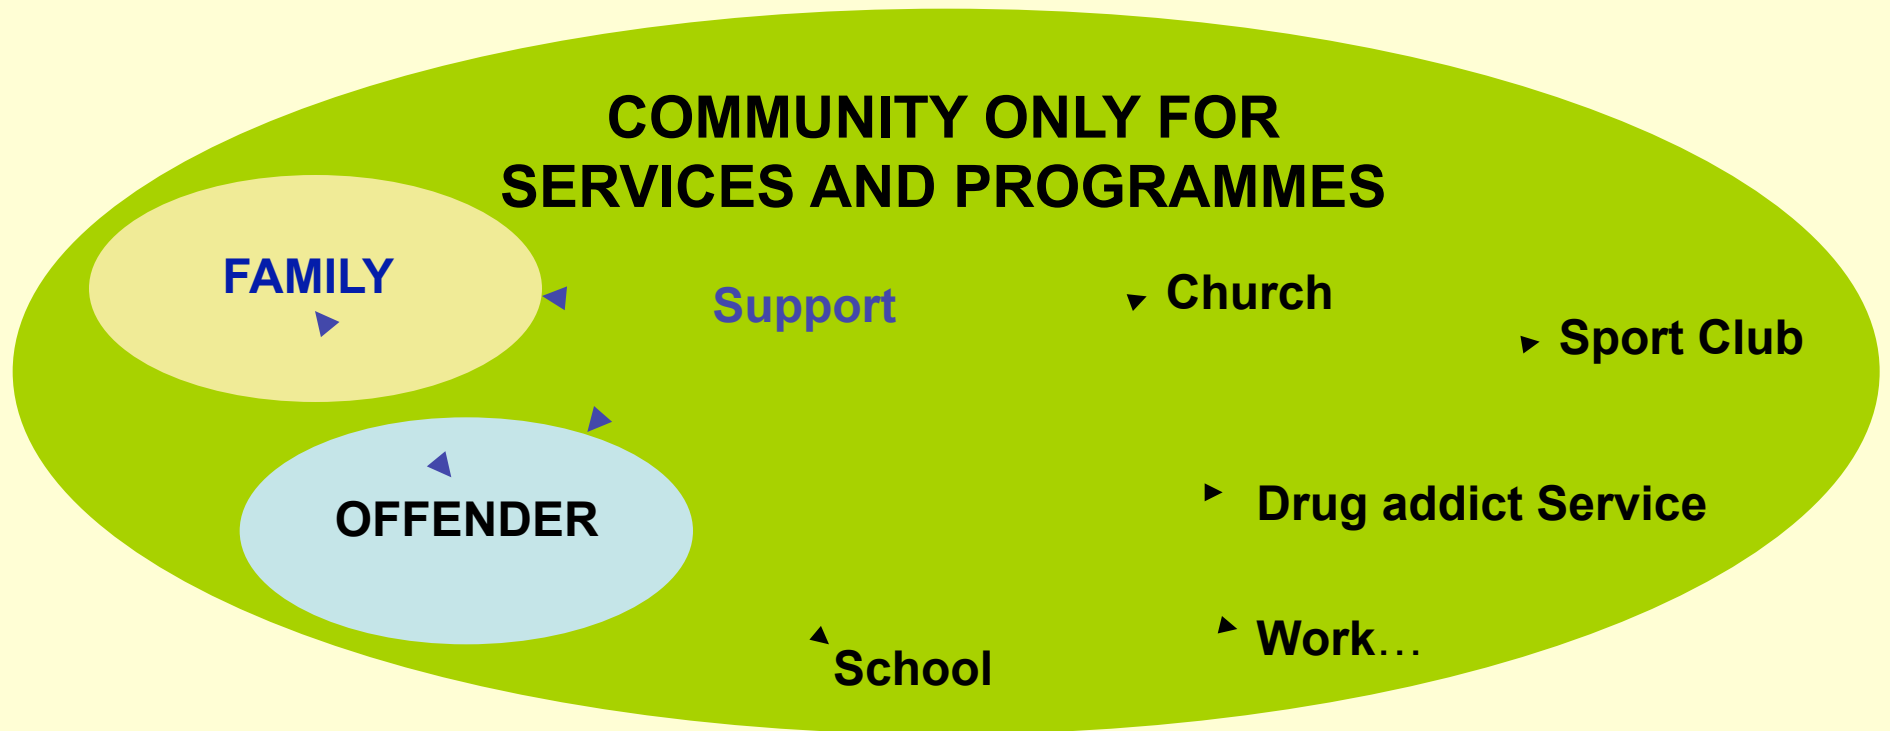 COMMUNITY ONLY FOR
SERVICES AND PROGRAMMES
FAMILY
Support
Church
Sport Club
OFFENDER
Drug addict Service
Work…
School